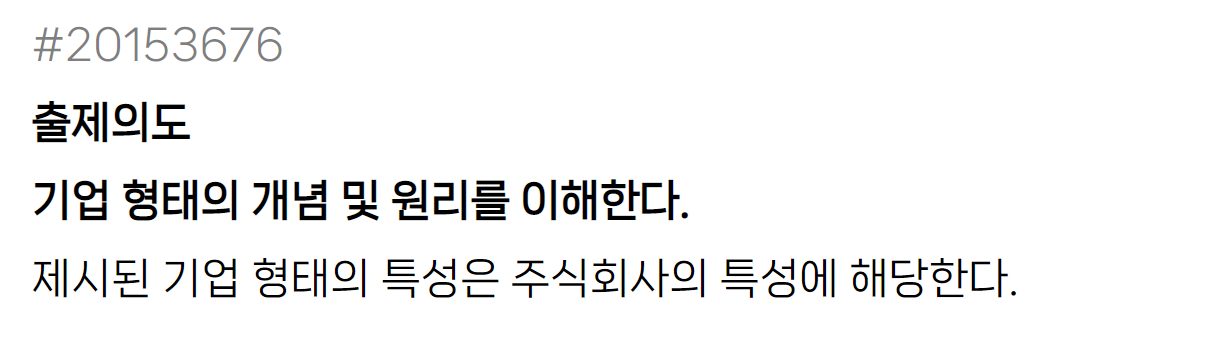 #20153676
출제의도
기업 형태의 개념 및 원리를 이해한다.
제시된 기업 형태의 특성은 주식회사의 특성에 해당한다.